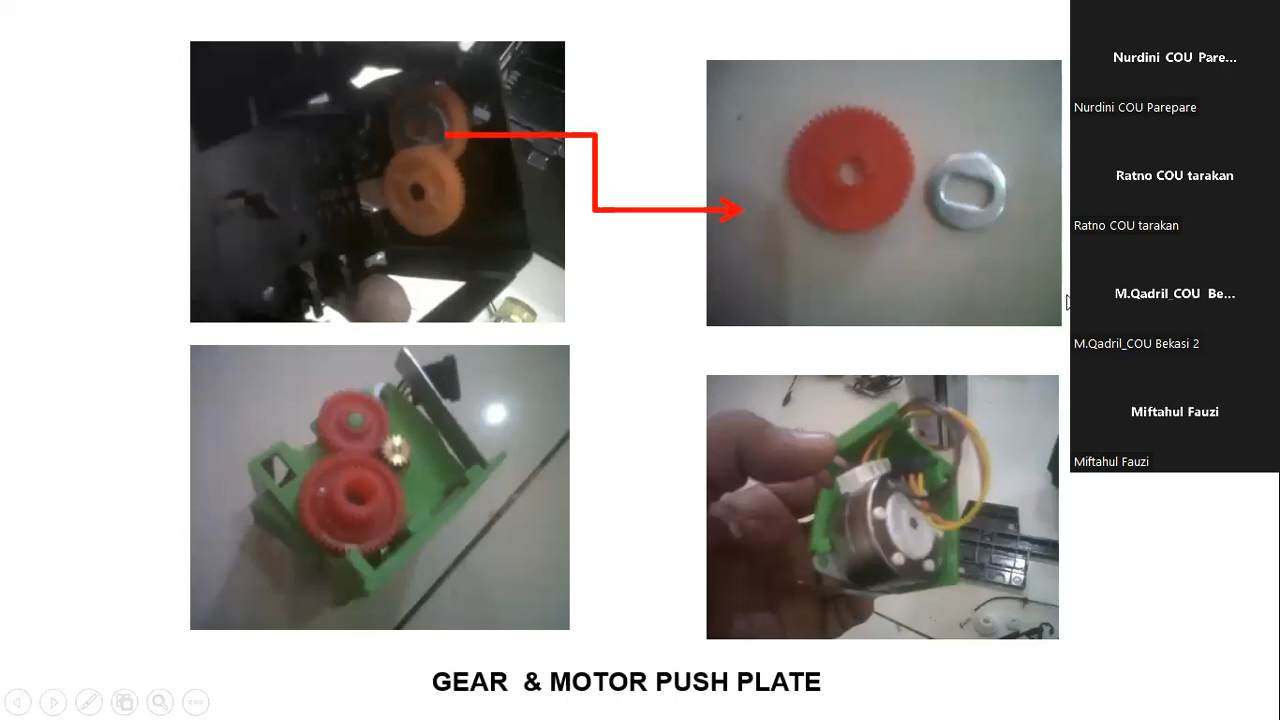 Nurdini COU Pare...
Nurdini COU Parepare
Ratno COU tarakan
Ratno COU tarakan
M.Qadril_COU Be...
M.Qadril_COU Bekasi 2
Miftahul Fauzi
Miftahul Fauzi
GEAR & MOTOR PUSH PLATE